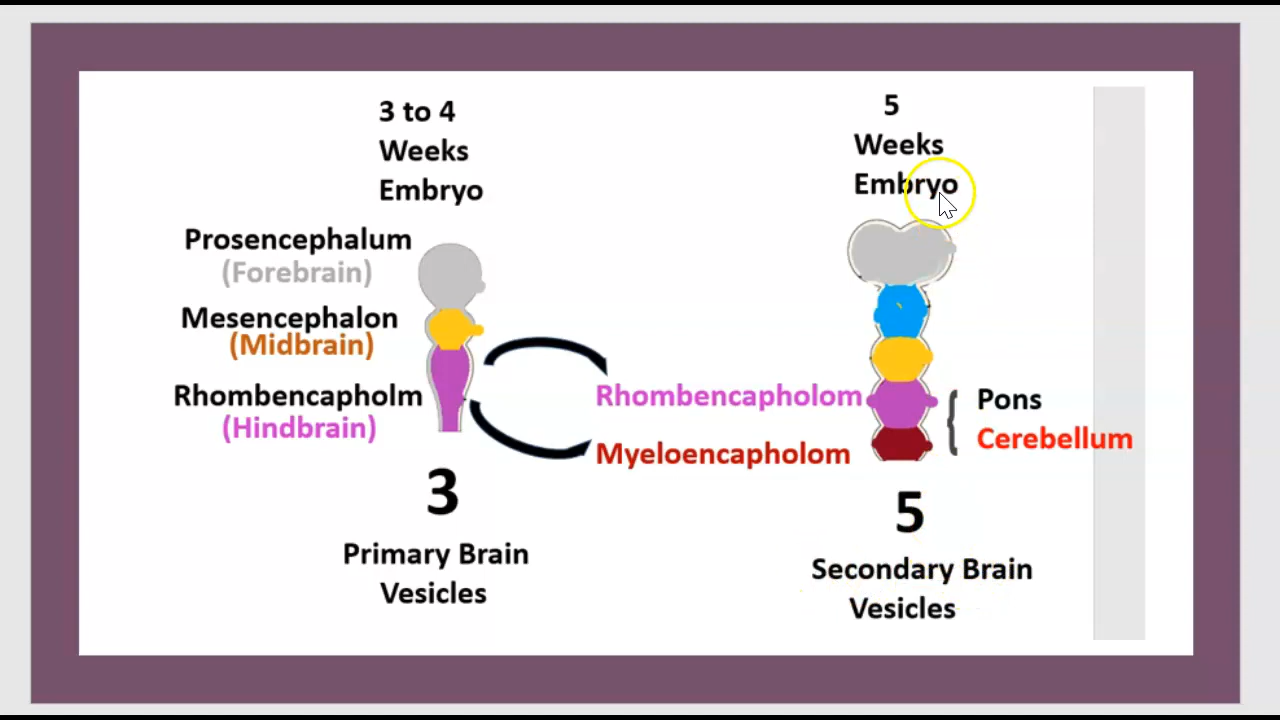 3 to 4
Weeks
Embryo
Prosencephalum
(Forebrain)
Mesencephalon
(Midbrain)
Rhombencapholm
(Hindbrain)
3
Primary Brain
Vesicles
5
Weeks
Embryo
Rhombencapholom
Myeloencapholom
Pons
Cerebellum
5
Secondary Brain
Vesicles